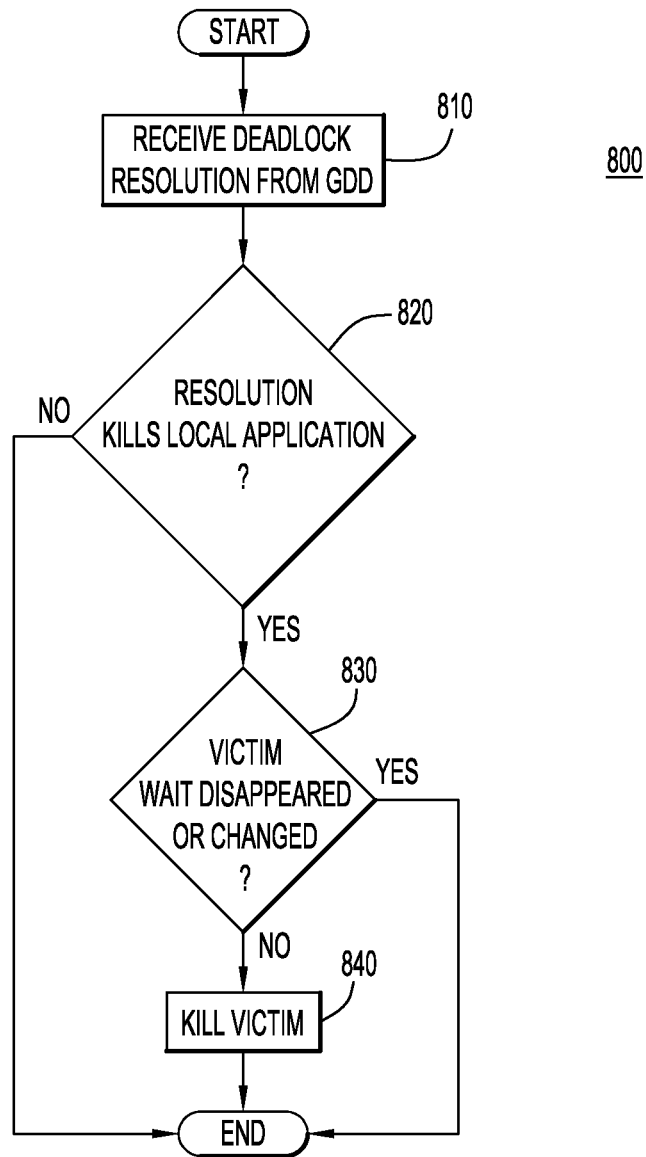 START
810
RECEIVE DEADLOCK
RESOLUTION FROM GDD
800
820
RESOLUTION
KILLS LOCAL APPLICATION
?
NO
YES
830
VICTIM
WAIT DISAPPEARED
OR CHANGED
?
YES
NO
840
KILL VICTIM
END